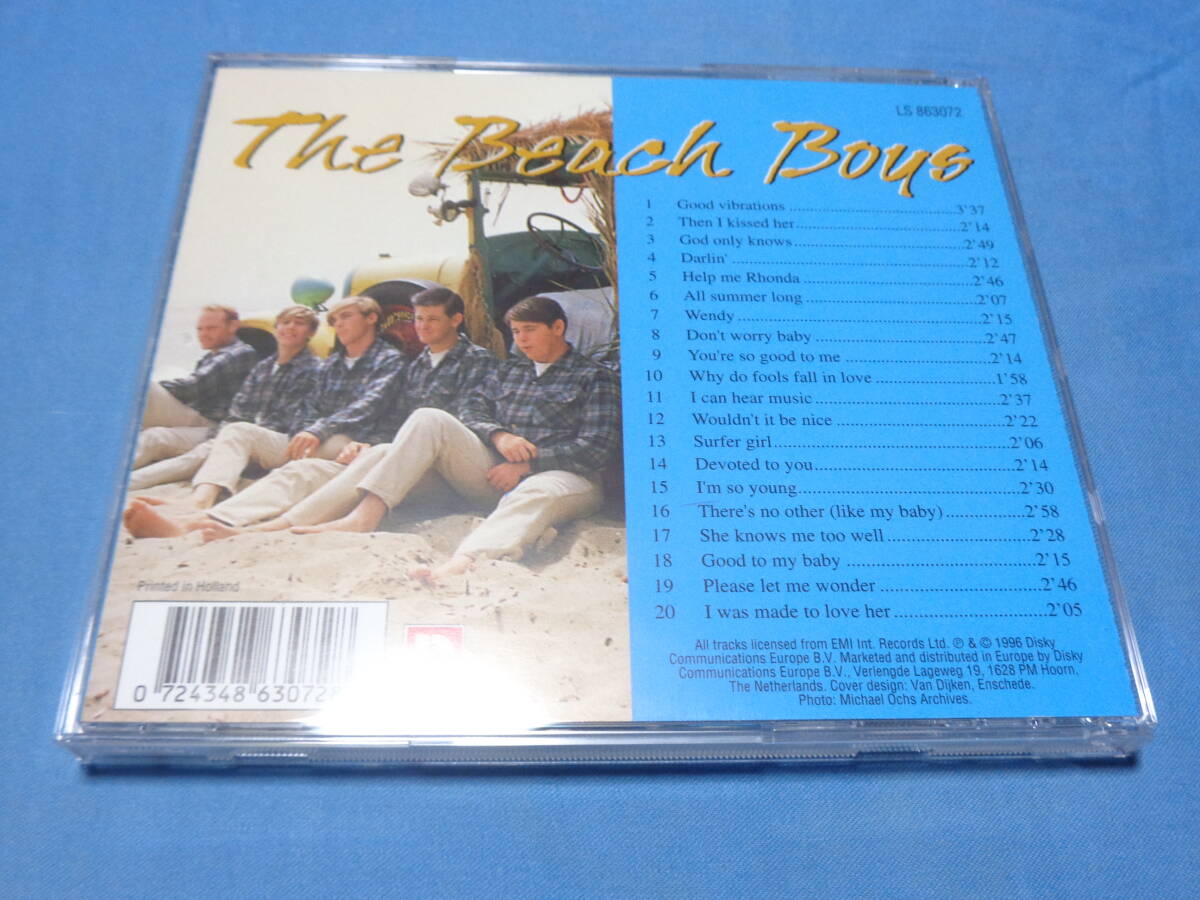 The Beach Boys
LS 863072
1 Good vibrations ........ 3'37
2 Then I kissed her ........ 2'14
3 God only knows ........ 2'49
4 Darlin' ........ 2'12
5 Help me Rhonda ........ 2'46
6 All summer long ........ 2'07
7 Wendy ........ 2'15
8 Don't worry baby ........ 2'47
9 You're so good to me ........ 2'14
10 Why do fools fall in love ........ 1'58
11 I can hear music ........ 2'37
12 Wouldn't it be nice ........ 2'22
13 Surfer girl ........ 2'06
14 Devoted to you ........ 2'14
15 I'm so young ........ 2'30
16 There's no other (like my baby) ........ 2'58
17 She knows me too well ........ 2'28
18 Good to my baby ........ 2'15
19 Please let me wonder ........ 2'46
20 I was made to love her ........ 2'05
All tracks licensed from EMI Int. Records Ltd. ℗ & © 1996 Disky
Communications Europe B.V. Marketed and distributed in Europe by Disky
Communications Europe B.V., Verlengde Lageweg 19, 1628 PM Hoorn,
The Netherlands. Cover design: Van Dijken, Enschede.
Photo: Michael Ochs Archives.
Printed in Holland
0 724348 63072